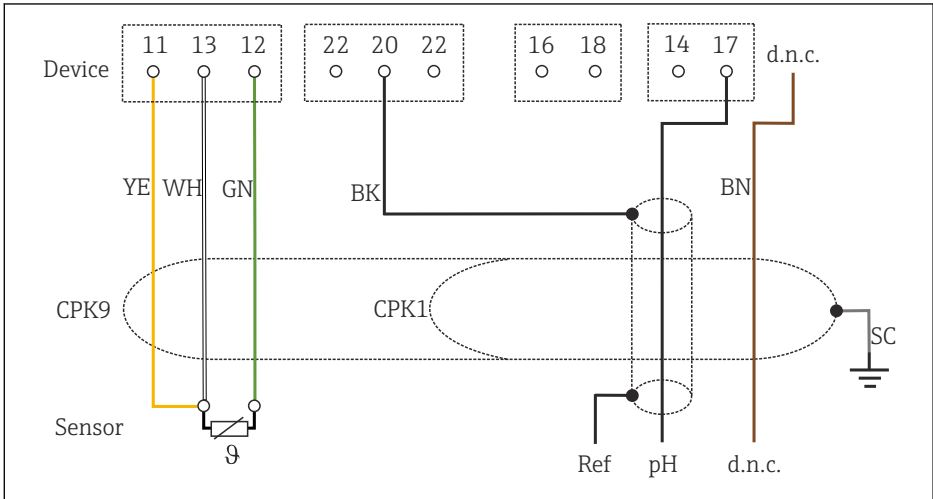 11 13 12 22 20 22 16 18 14 17 d.n.c.
Device
YE WH GN BK BN
CPK9 CPK1
SC
Sensor
ϑ Ref pH d.n.c.